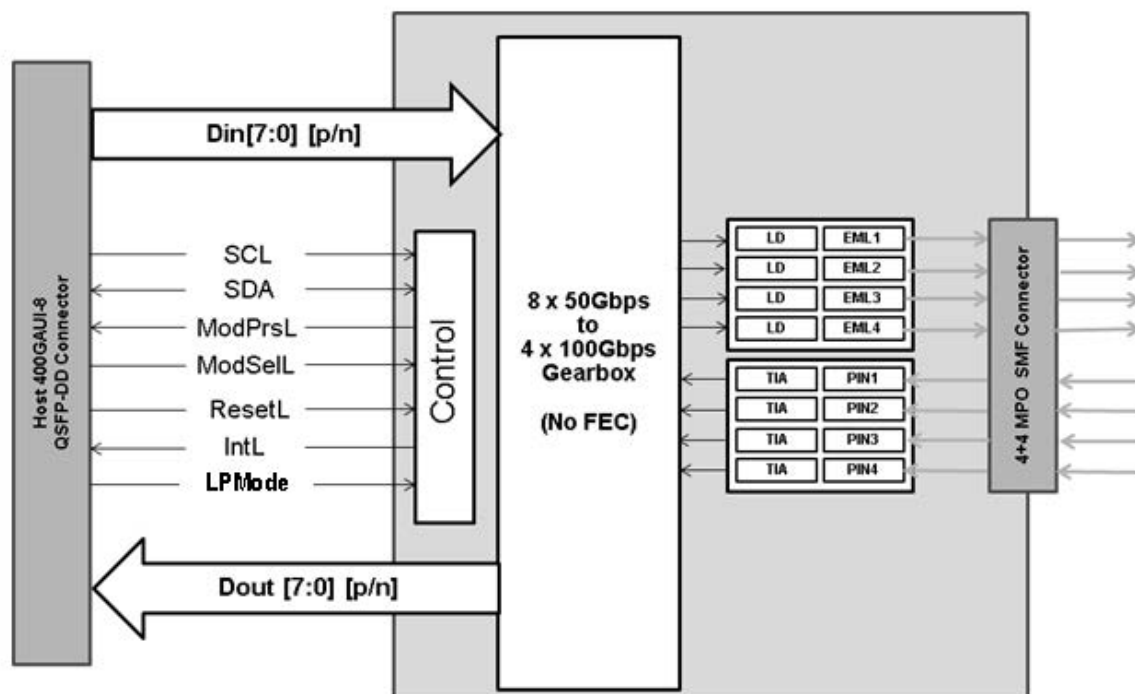 Host 400GAUI-8
QSFP-DD Connector
Din[7:0] [p/n]
SCL
SDA
ModPrsL
ModSelL
ResetL
IntL
LPMode
Control
Dout [7:0] [p/n]
8 x 50Gbps
to
4 x 100Gbps
Gearbox
(No FEC)
LD EML1
LD EML2
LD EML3
LD EML4
TIA PIN1
TIA PIN2
TIA PIN3
TIA PIN4
4+4 MPO SMF Connector